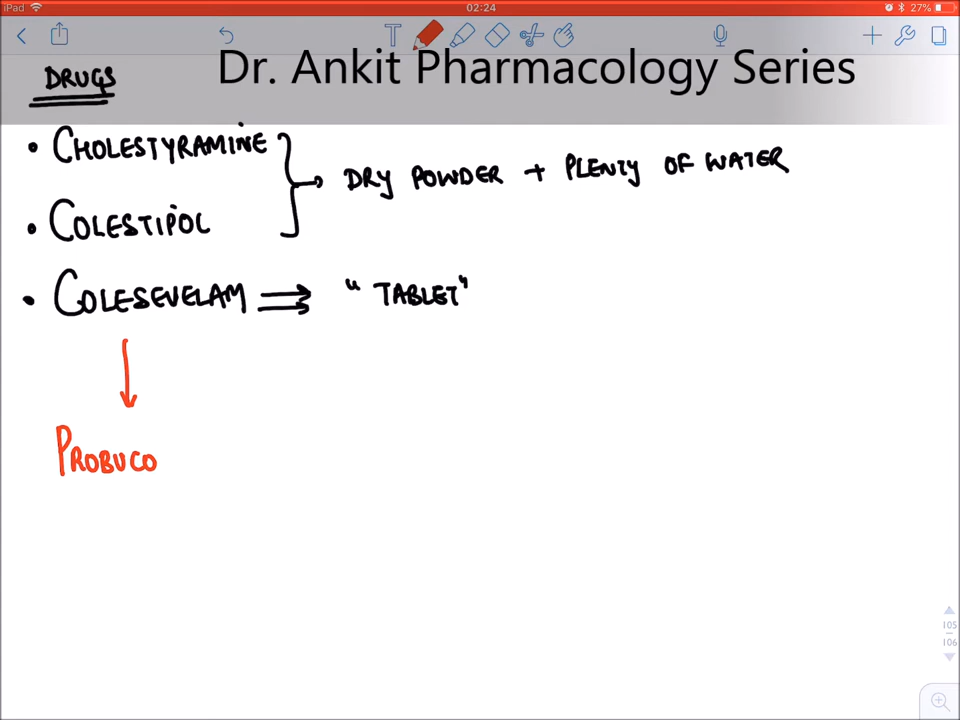 iPad 02:24 27%
Dr. Ankit Pharmacology Series
DRUGS
• CHOLESTYRAMINE
DRY POWDER + PLENTY OF WATER
• COLESTIPOL
• COLESEVELAM ⇒ "TABLET"
PROBUCO
105
106